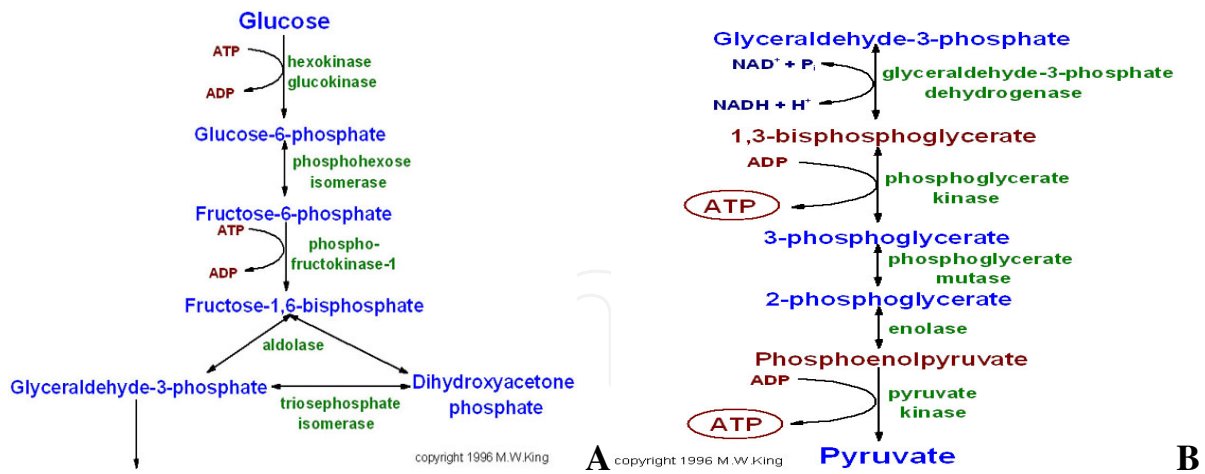 Glucose
ATP
hexokinase
glucokinase
ADP
Glucose-6-phosphate
phosphohexose
isomerase
Fructose-6-phosphate
ATP
phospho-
fructokinase-1
ADP
Fructose-1,6-bisphosphate
aldolase
Glyceraldehyde-3-phosphate
Dihydroxyacetone
phosphate
triosephosphate
isomerase
copyright 1996 M.W.King
A
Glyceraldehyde-3-phosphate
NAD⁺ + Pᵢ
glyceraldehyde-3-phosphate
dehydrogenase
NADH + H⁺
1,3-bisphosphoglycerate
ADP
phosphoglycerate
kinase
ATP
3-phosphoglycerate
phosphoglycerate
mutase
2-phosphoglycerate
enolase
Phosphoenolpyruvate
ADP
pyruvate
kinase
ATP
Pyruvate
copyright 1996 M.W.King
B